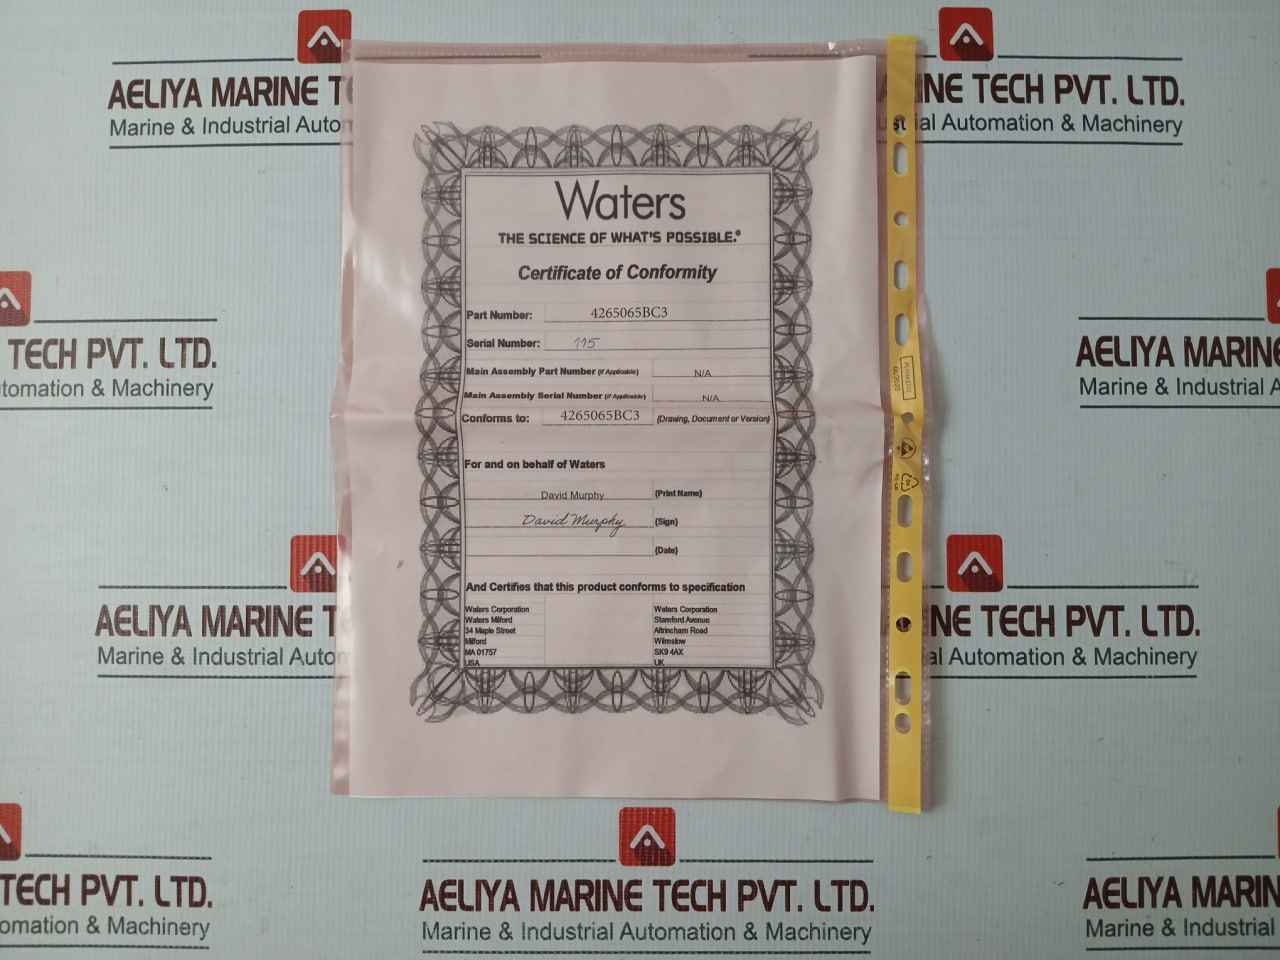 AELIYA MARINE TE
Marine & Industrial Autom
INE TECH PVT. LTD.
ial Automation & Machinery
Waters
THE SCIENCE OF WHAT'S POSSIBLE.®
Certificate of Conformity
Part Number: 4265065BC3
Serial Number: 115
Main Assembly Part Number (if Applicable) N/A
Main Assembly Serial Number (if Applicable) N/A
Conforms to: 4265065BC3 (Drawing, Document or Version)
For and on behalf of Waters
David Murphy (Print Name)
David Murphy (Sign)
(Date)
And Certifies that this product conforms to specification
Waters Corporation
Waters Milford
34 Maple Street
Milford
MA 01757
USA
Waters Corporation
Stamford Avenue
Altrincham Road
Wilmslow
SK9 4AX
UK
TECH PVT. LTD.
tomation & Machinery
AELIYA MARINE
Marine & Industrial A
AELIYA MARINE T
Marine & Industrial Auto
NE TECH PVT. LTD.
al Automation & Machinery
TECH PVT. LTD.
omation & Machinery
AELIYA MARINE TECH PVT. LTD.
Marine & Industrial Automation & Machinery
AELIYA MARIN
Marine & Industrial